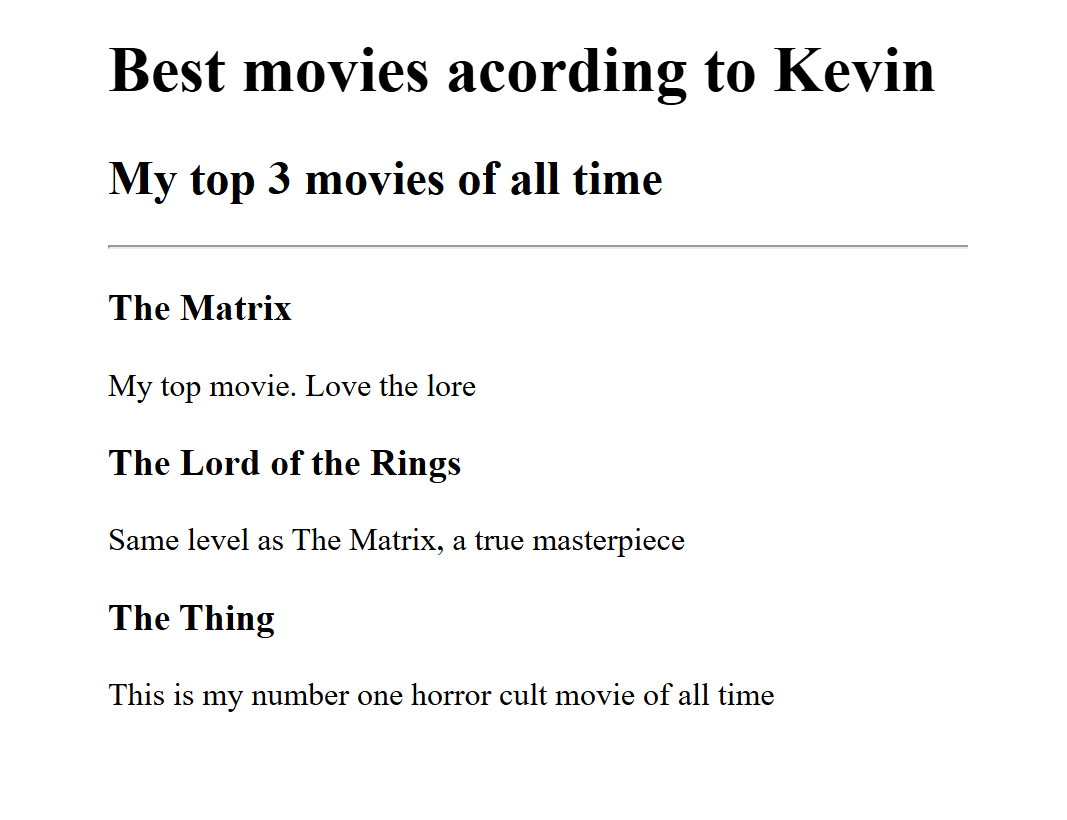 Best movies acording to Kevin
My top 3 movies of all time
The Matrix
My top movie. Love the lore
The Lord of the Rings
Same level as The Matrix, a true masterpiece
The Thing
This is my number one horror cult movie of all time